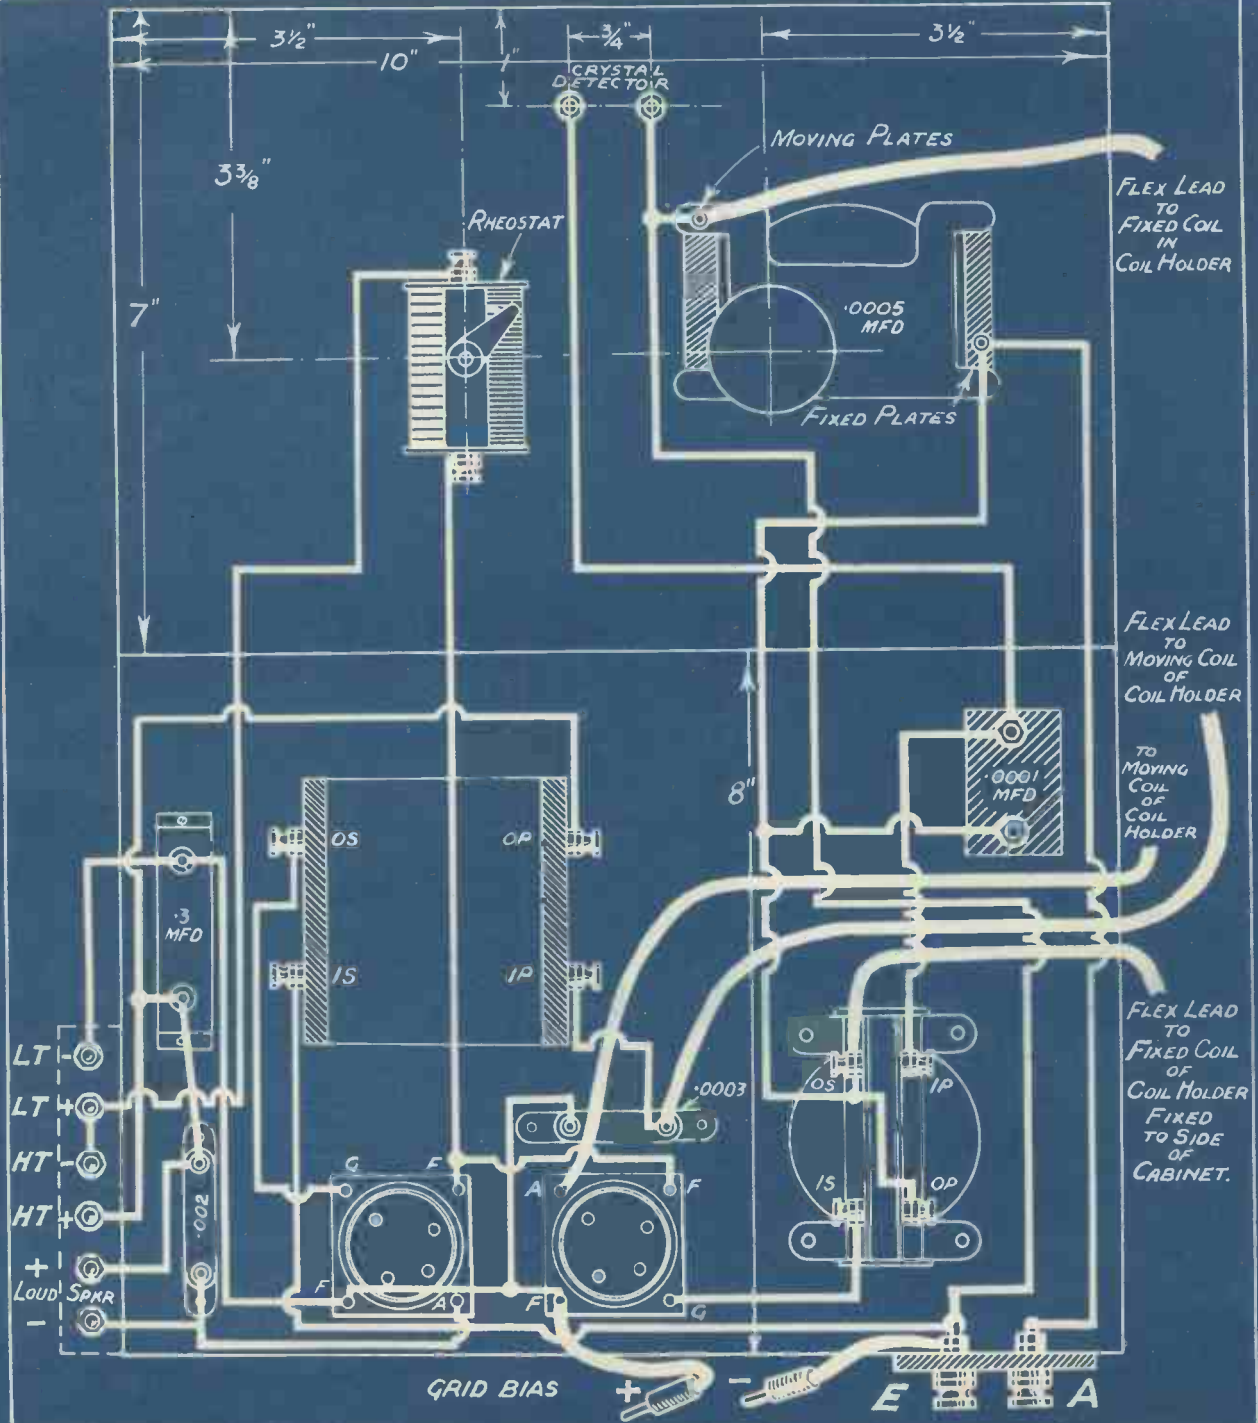 3½"
10"
1"
¾"
3½"
CRYSTAL
DETECTOR
MOVING PLATES
3⅜"
7"
RHEOSTAT
FLEX LEAD
TO
FIXED COIL
IN
COIL HOLDER
.0005
MFD
FIXED PLATES
FLEX LEAD
TO
MOVING COIL
OF
COIL HOLDER
8"
.0001
MFD
TO
MOVING
COIL
OF
COIL
HOLDER
OS
OP
.3
MFD
IS
IP
FLEX LEAD
TO
FIXED COIL
OF
COIL HOLDER
FIXED
TO SIDE
OF
CABINET.
LT -
LT +
HT -
HT +
+
LOUD SPKR
-
.002
.0003
OS
IP
IS
OP
G
F
F
A
A
F
F
G
GRID BIAS
+
-
E
A